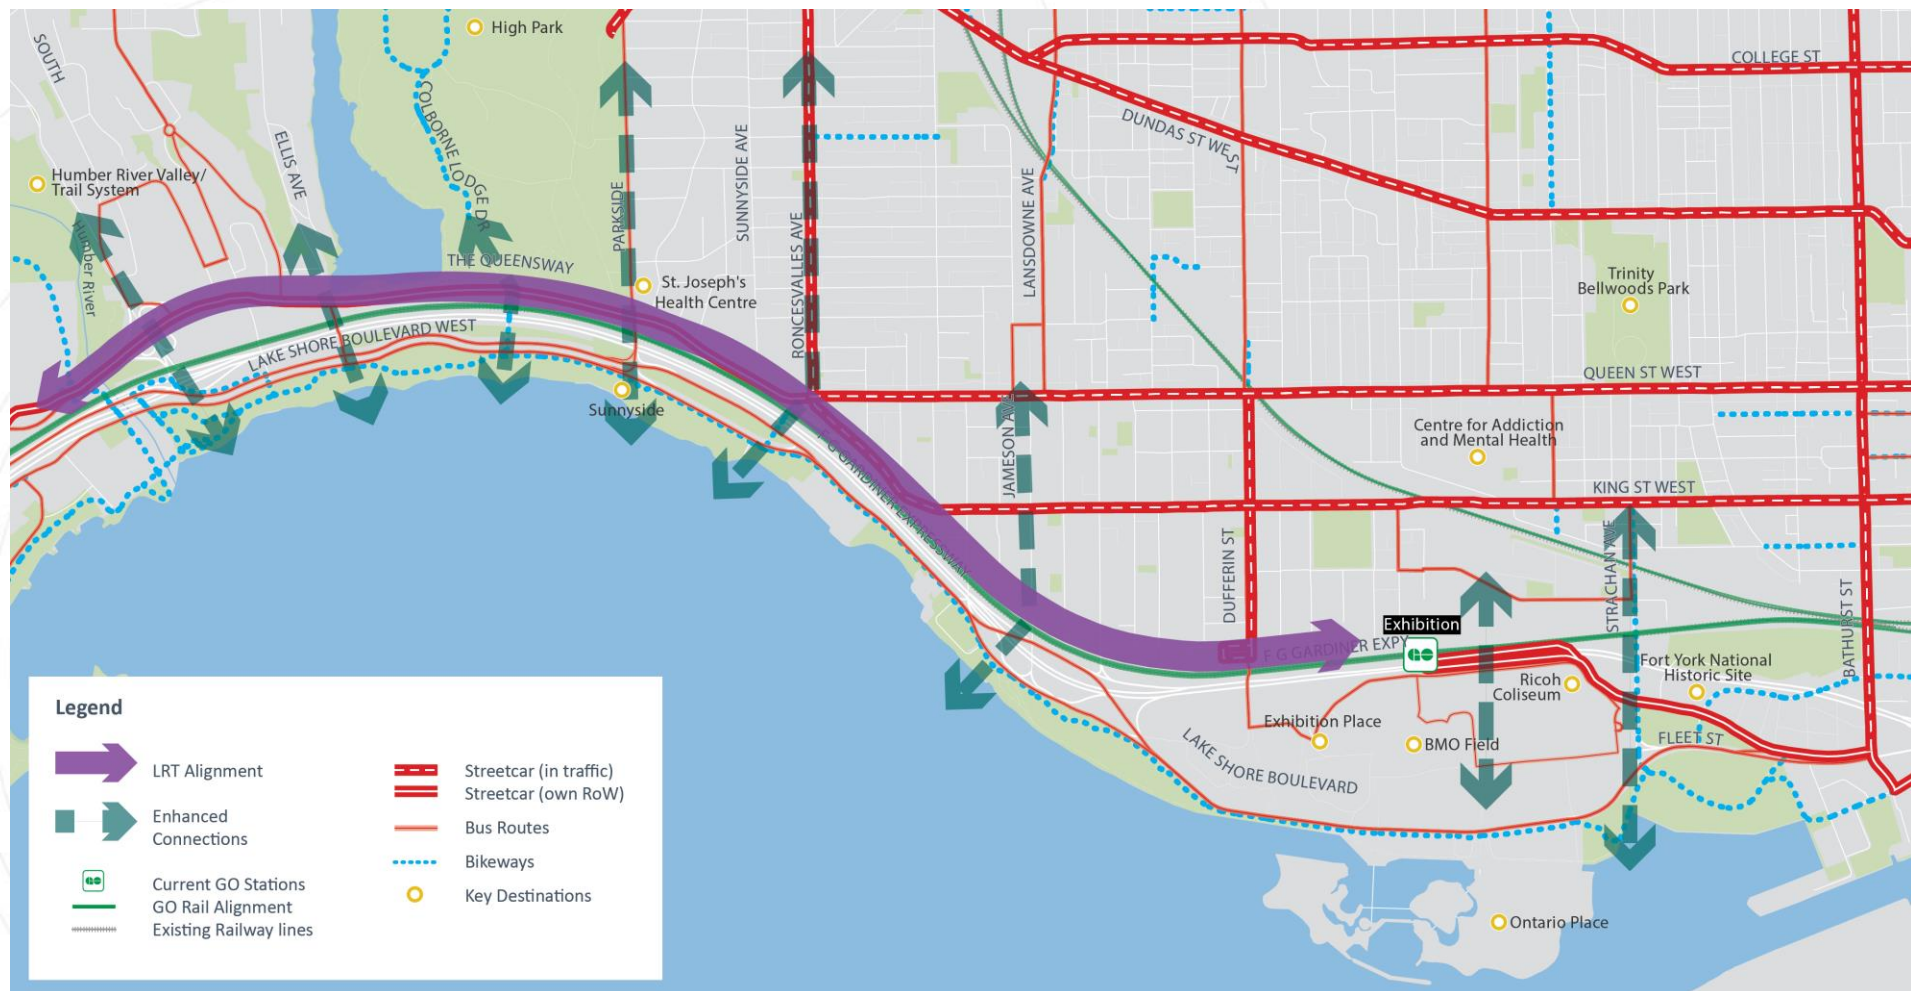 High Park
SOUTH
COLLEGE ST
COLBORNE LODGE DR
DUNDAS ST WEST
ELLIS AVE
SUNNYSIDE AVE
Humber River Valley/
Trail System
LANSDOWNE AVE
PARKSIDE
RONCESVALLES AVE
Humber River
THE QUEENSWAY
St. Joseph's
Health Centre
Trinity
Bellwoods Park
LAKE SHORE BOULEVARD WEST
QUEEN ST WEST
Sunnyside
JAMESON AVE
Centre for Addiction
and Mental Health
F G GARDINER EXPRESSWAY
KING ST WEST
DUFFERIN ST
STRACHAN AVE
BATHURST ST
Exhibition
GO
F G GARDINER EXPY
Fort York National
Historic Site
Ricoh
Coliseum
Exhibition Place
BMO Field
FLEET ST
LAKE SHORE BOULEVARD
Ontario Place
Legend
LRT Alignment
Enhanced
Connections
GO
Current GO Stations
GO Rail Alignment
Existing Railway lines
Streetcar (in traffic)
Streetcar (own RoW)
Bus Routes
Bikeways
Key Destinations